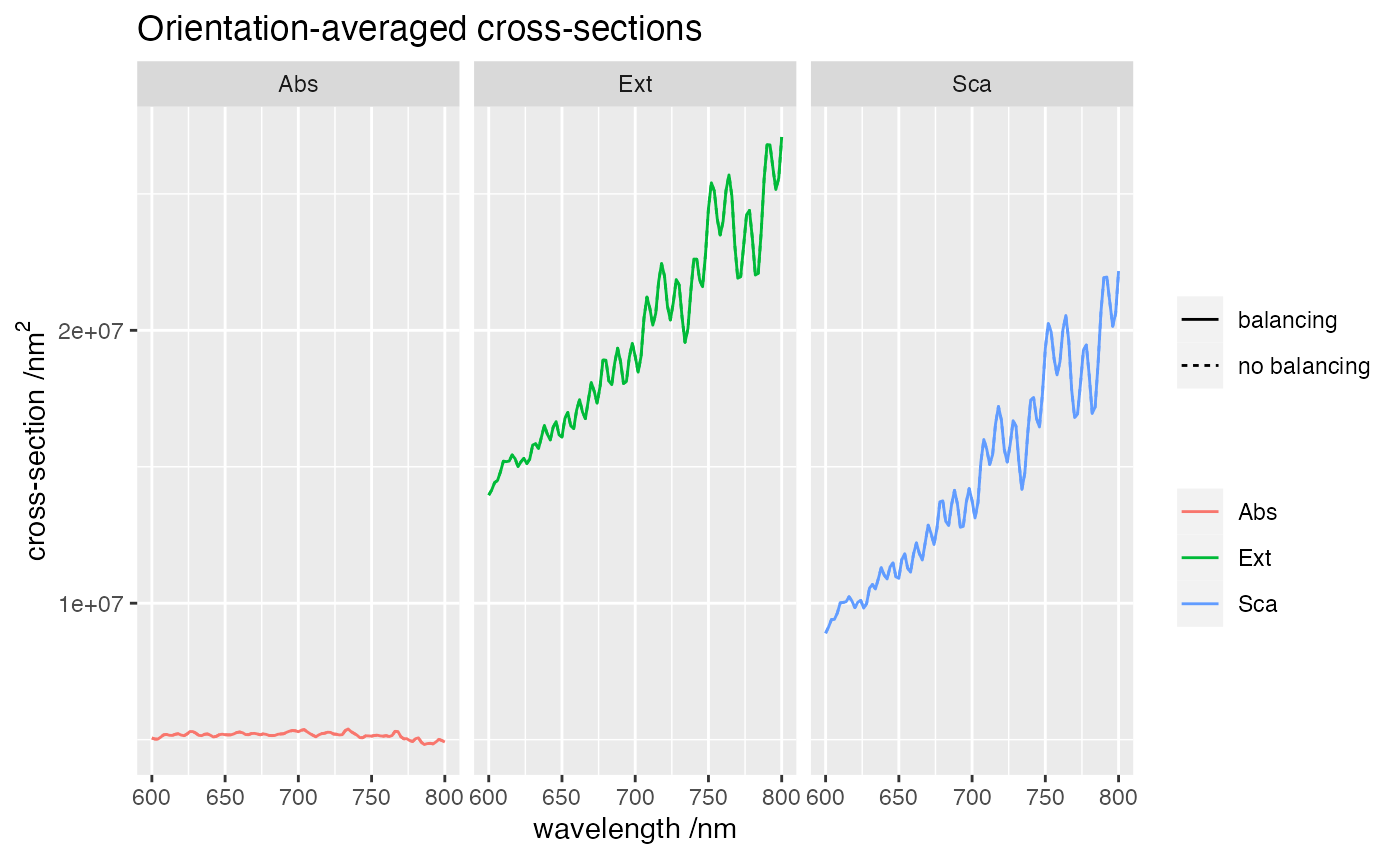 Orientation-averaged cross-sections
Abs Ext Sca
cross-section /nm²
2e+07
1e+07
600 650 700 750 800 600 650 700 750 800 600 650 700 750 800
wavelength /nm
balancing
no balancing
Abs
Ext
Sca